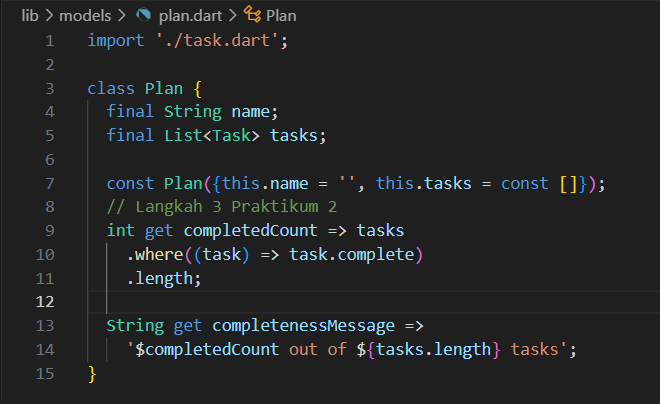 lib > models > plan.dart > Plan
1 import './task.dart';
2
3 class Plan {
4   final String name;
5   final List<Task> tasks;
6
7   const Plan({this.name = '', this.tasks = const []});
8   // Langkah 3 Praktikum 2
9   int get completedCount => tasks
10     .where((task) => task.complete)
11     .length;
12
13   String get completenessMessage =>
14     '$completedCount out of ${tasks.length} tasks';
15 }